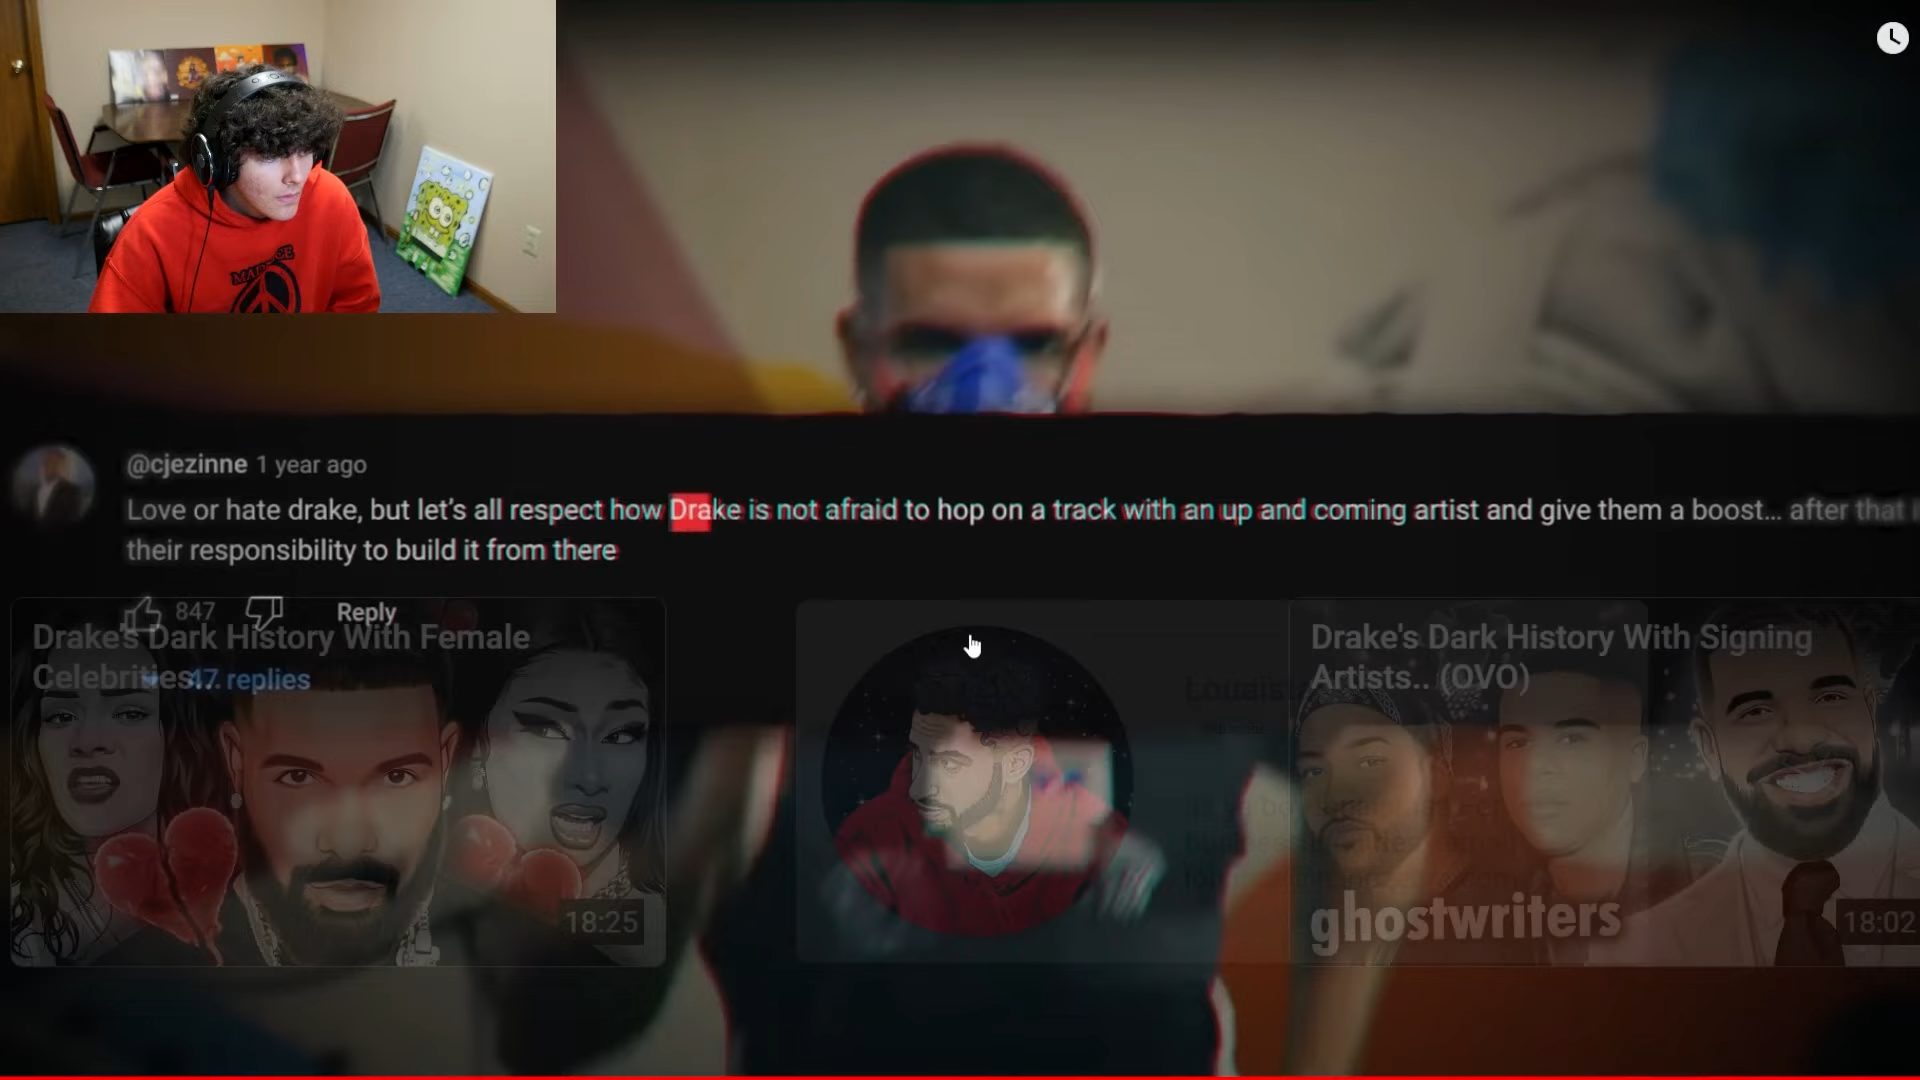 @cjezinne 1 year ago
Love or hate drake, but let's all respect how Drake is not afraid to hop on a track with an up and coming artist and give them a boost... after that i
their responsibility to build it from there
847 Reply
47 replies
Drake's Dark History With Female
Celebrities..
18:25
Drake's Dark History With Signing
Artists.. (OVO)
ghostwriters
18:02